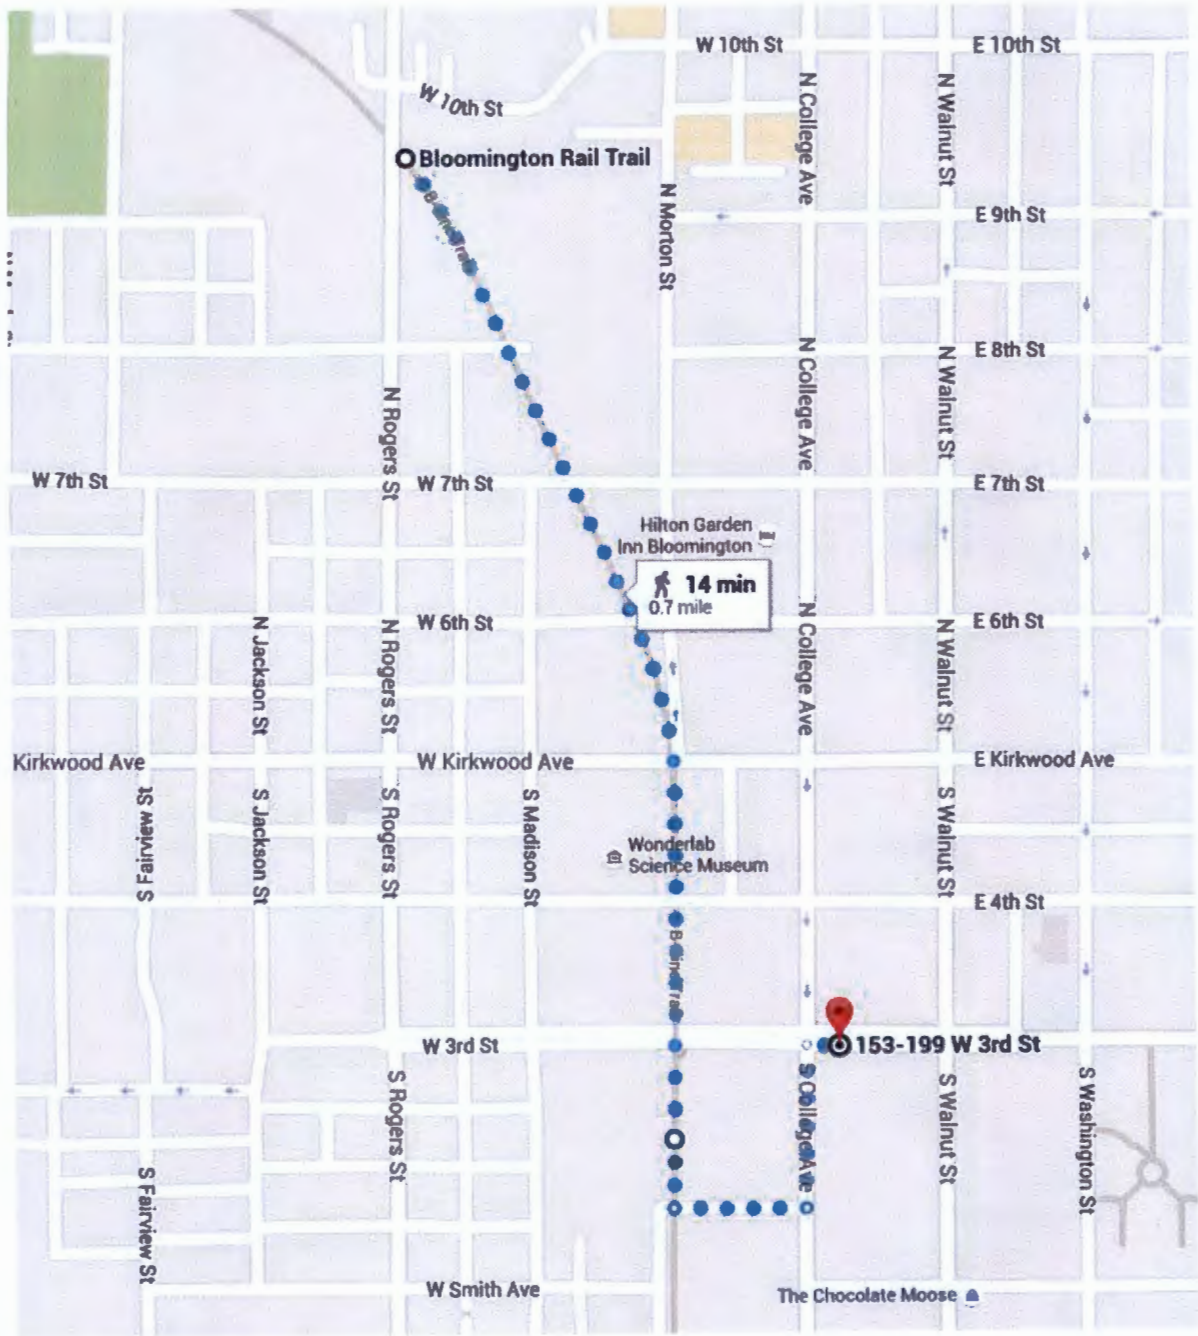 W 10th St
E 10th St
W 10th St
N College Ave
N Walnut St
Bloomington Rail Trail
N Morton St
E 9th St
N College Ave
E 8th St
N Walnut St
N Rogers St
W 7th St
W 7th St
E 7th St
Hilton Garden
Inn Bloomington
14 min
0.7 mile
N College Ave
W 6th St
E 6th St
N Jackson St
N Rogers St
N Walnut St
Kirkwood Ave
W Kirkwood Ave
E Kirkwood Ave
S Fairview St
S Jackson St
S Rogers St
S Madison St
S Walnut St
Wonderlab
Science Museum
E 4th St
W 3rd St
153-199 W 3rd St
S Rogers St
S College Ave
S Walnut St
S Washington St
S Fairview St
W Smith Ave
The Chocolate Moose